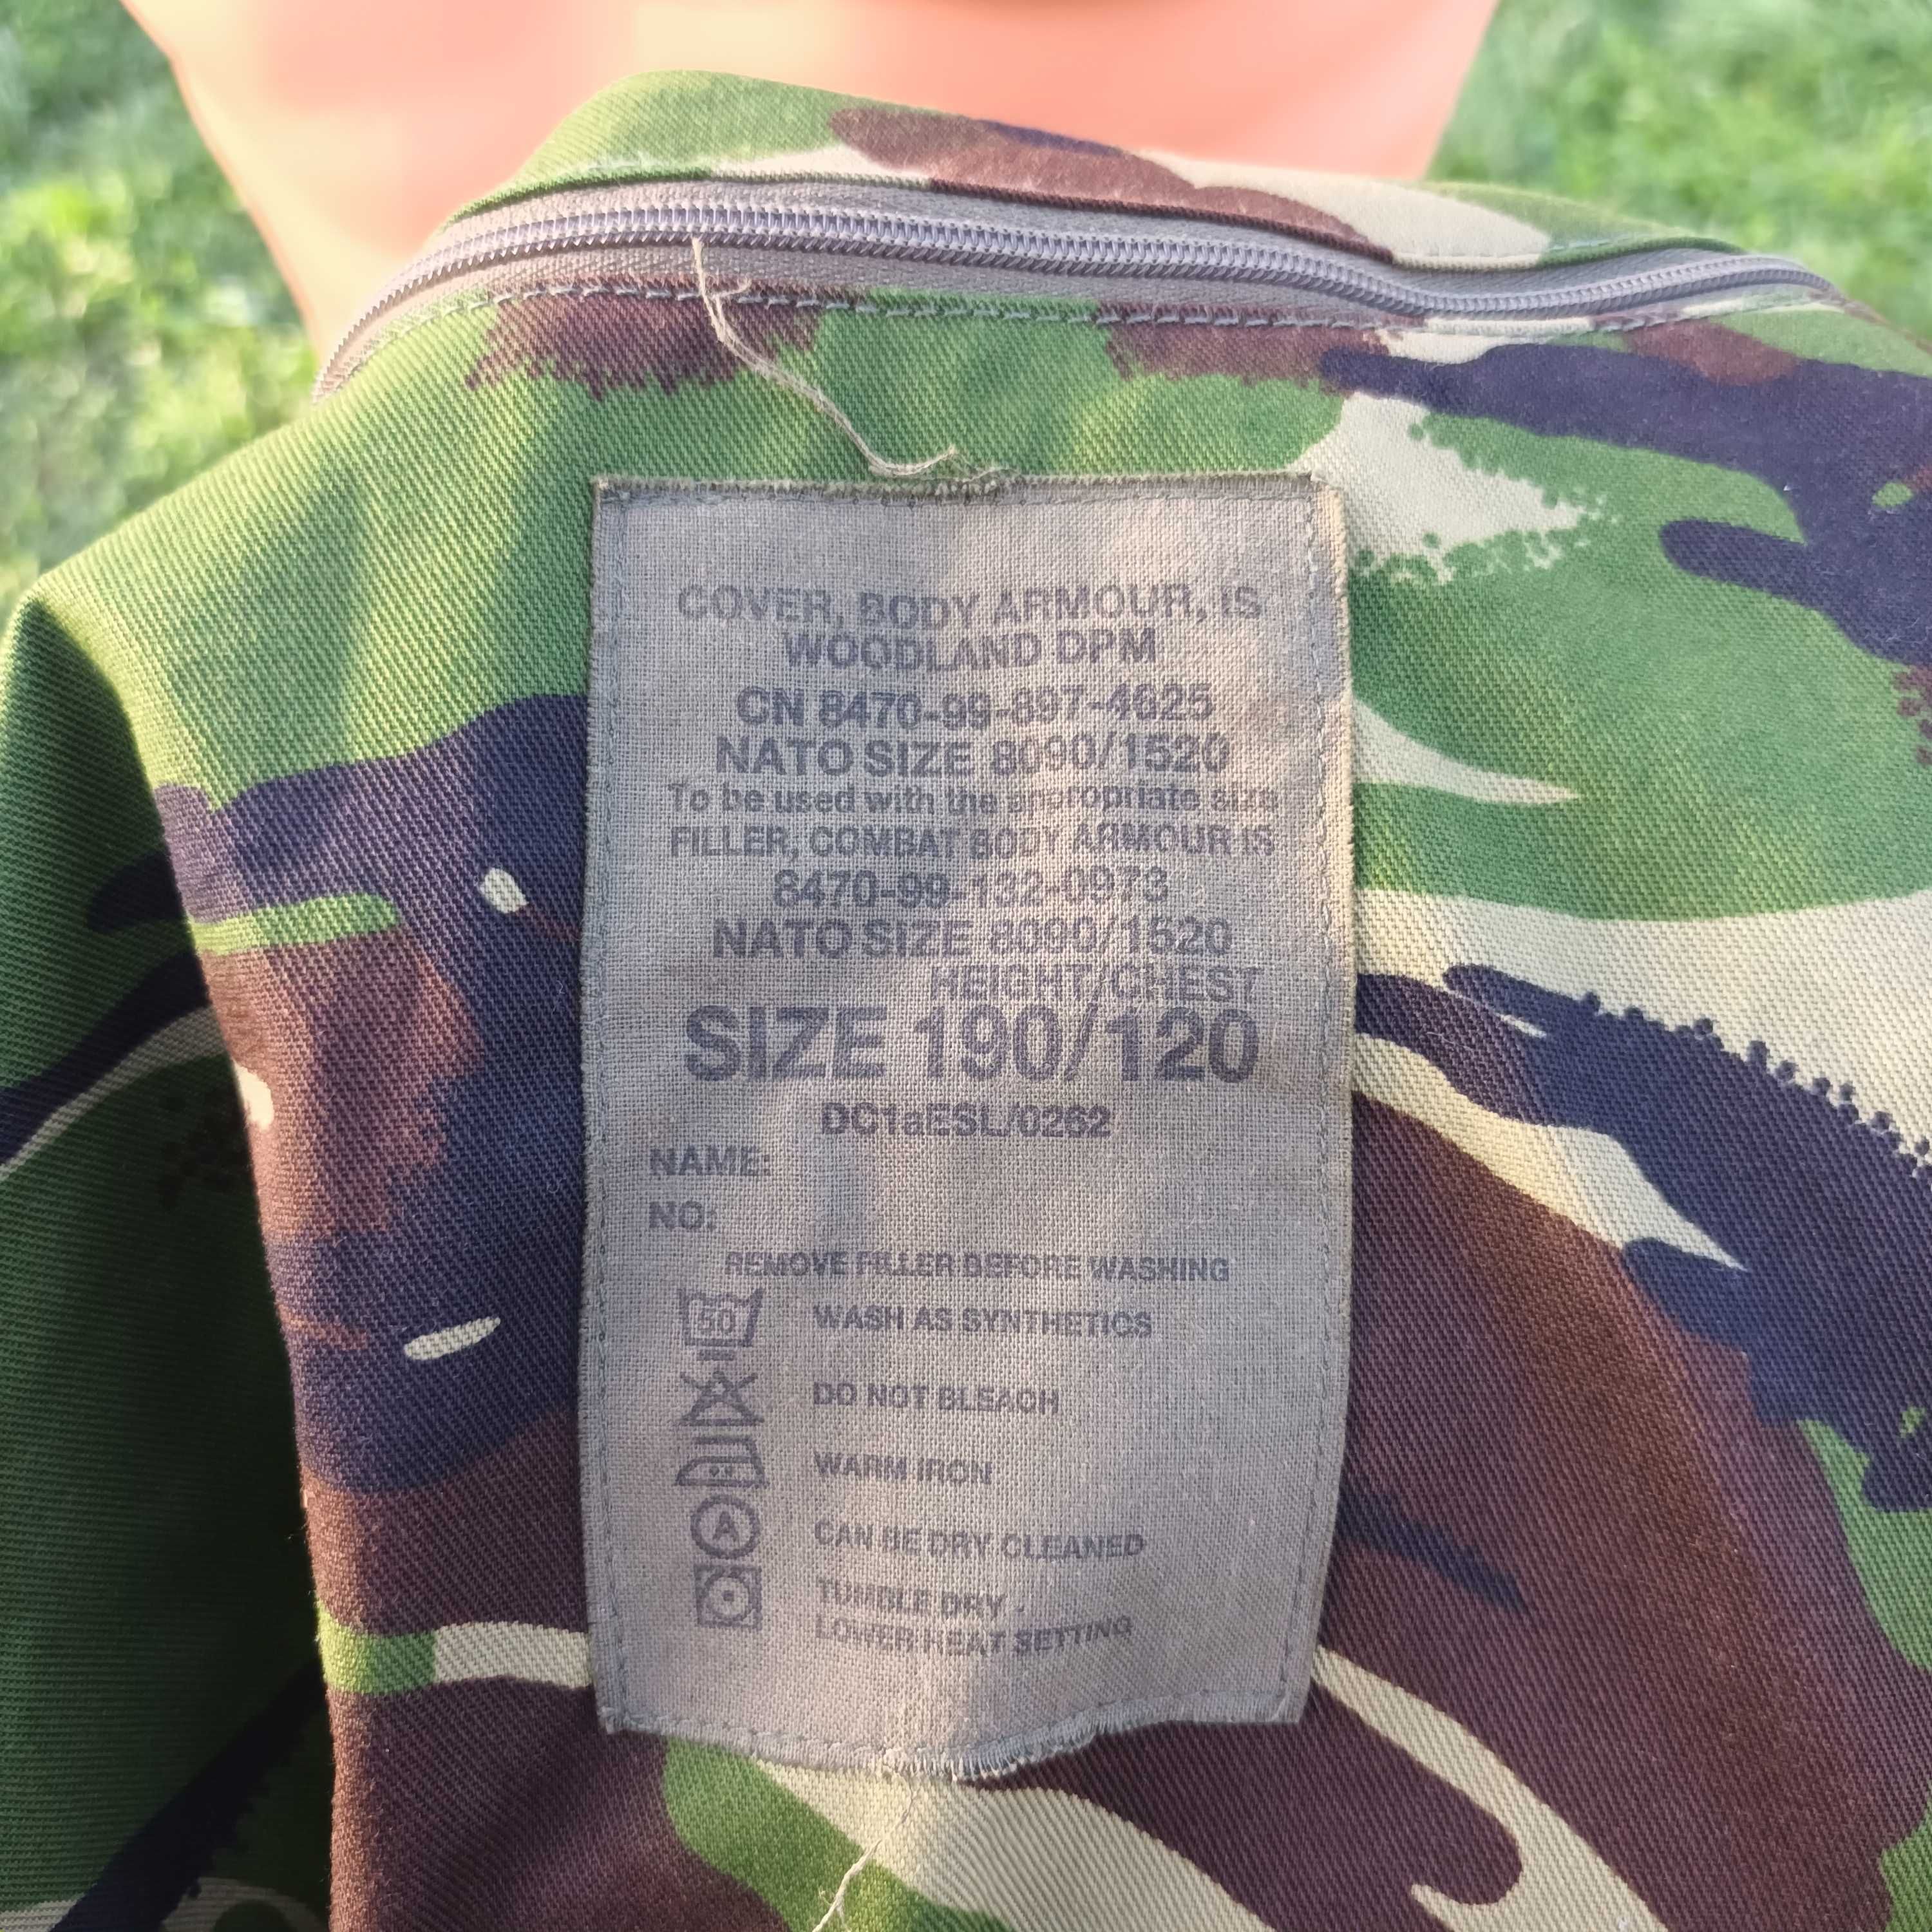 COVER, BODY ARMOUR, IS
WOODLAND DPM
CN 8470-99-897-4625
NATO SIZE 8090/1520
To be used with the appropriate size
FILLER, COMBAT BODY ARMOUR IS
8470-99-132-0973
NATO SIZE 8090/1520
HEIGHT/CHEST
SIZE 190/120
DC1aESL/0262
NAME:
NO:
REMOVE FILLER BEFORE WASHING
50 WASH AS SYNTHETICS
DO NOT BLEACH
WARM IRON
A CAN BE DRY CLEANED
TUMBLE DRY
LOWER HEAT SETTING